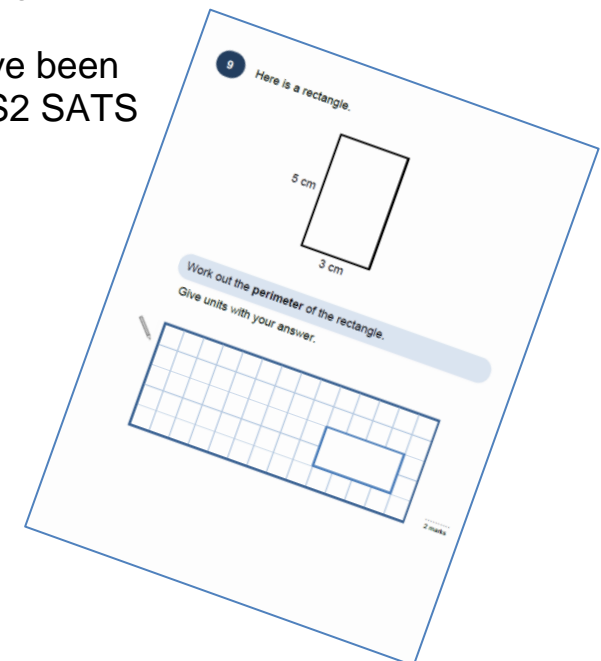 ve been
S2 SATS
9
Here is a rectangle.
5 cm
3 cm
Work out the perimeter of the rectangle.
Give units with your answer.
2 marks